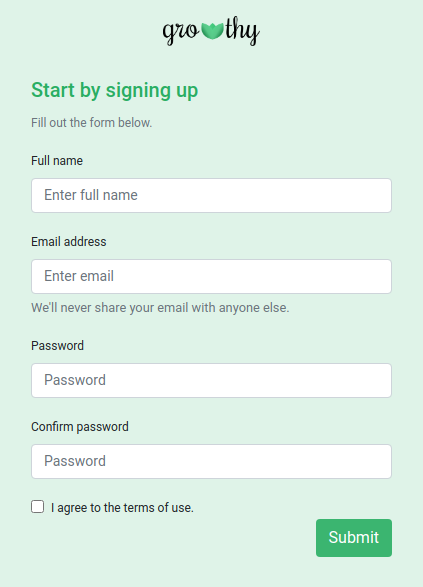 growthy
Start by signing up
Fill out the form below.
Full name
Enter full name
Email address
Enter email
We'll never share your email with anyone else.
Password
Password
Confirm password
Password
I agree to the terms of use.
Submit